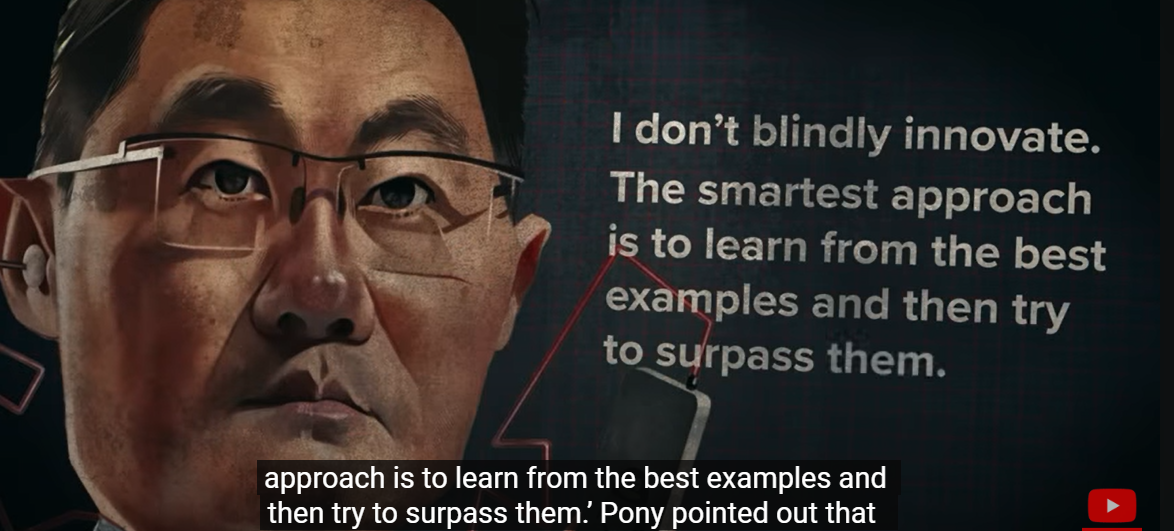 I don’t blindly innovate.
The smartest approach
is to learn from the best
examples and then try
to surpass them.
approach is to learn from the best examples and
then try to surpass them.’ Pony pointed out that